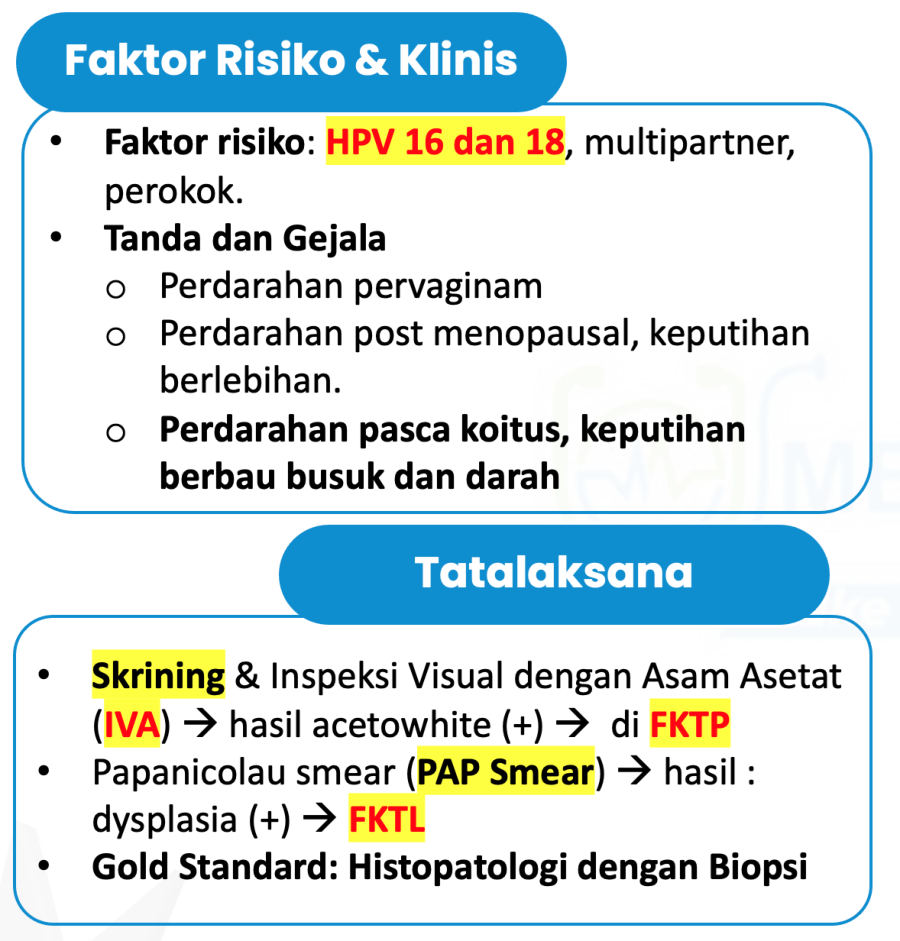 Faktor Risiko & Klinis
• Faktor risiko: HPV 16 dan 18, multipartner,
perokok.
• Tanda dan Gejala
o Perdarahan pervaginam
o Perdarahan post menopausal, keputihan
berlebihan.
o Perdarahan pasca koitus, keputihan
berbau busuk dan darah
Tatalaksana
• Skrining & Inspeksi Visual dengan Asam Asetat
(IVA) → hasil acetowhite (+) → di FKTP
• Papanicolau smear (PAP Smear) → hasil :
dysplasia (+) → FKTL
• Gold Standard: Histopatologi dengan Biopsi